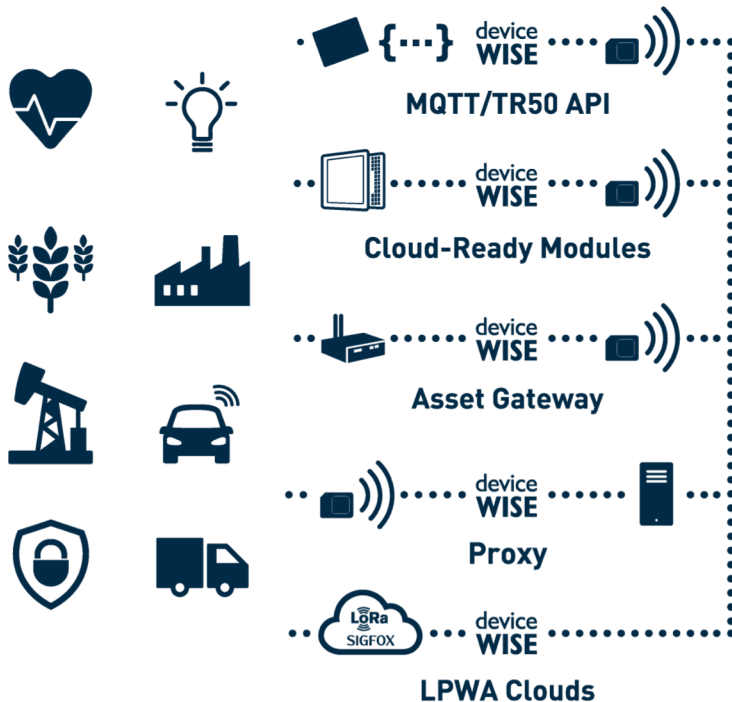 {...}
device
WISE
MQTT/TR50 API
device
WISE
Cloud-Ready Modules
device
WISE
Asset Gateway
device
WISE
Proxy
LoRa
SIGFOX
device
WISE
LPWA Clouds